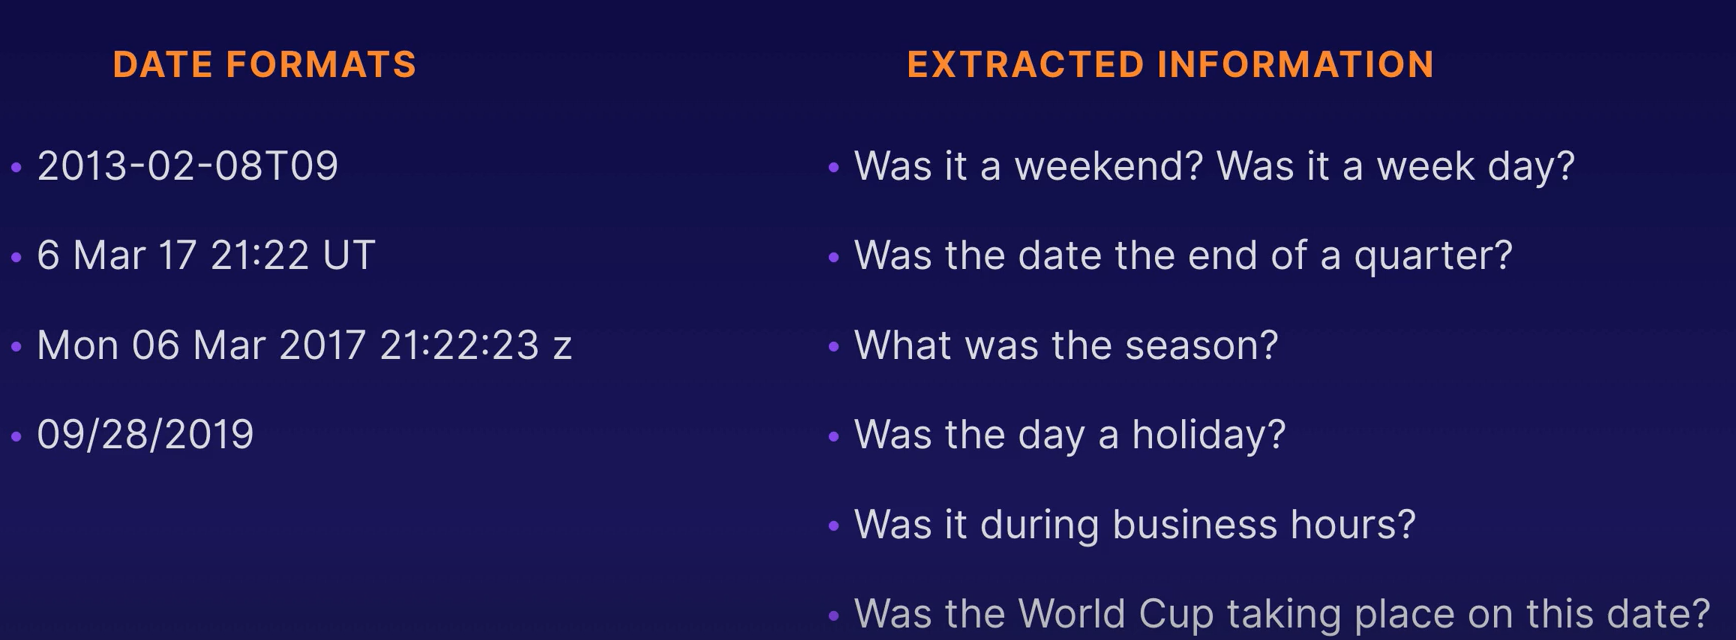 DATE FORMATS
• 2013-02-08T09
• 6 Mar 17 21:22 UT
• Mon 06 Mar 2017 21:22:23 z
• 09/28/2019
EXTRACTED INFORMATION
• Was it a weekend? Was it a week day?
• Was the date the end of a quarter?
• What was the season?
• Was the day a holiday?
• Was it during business hours?
• Was the World Cup taking place on this date?